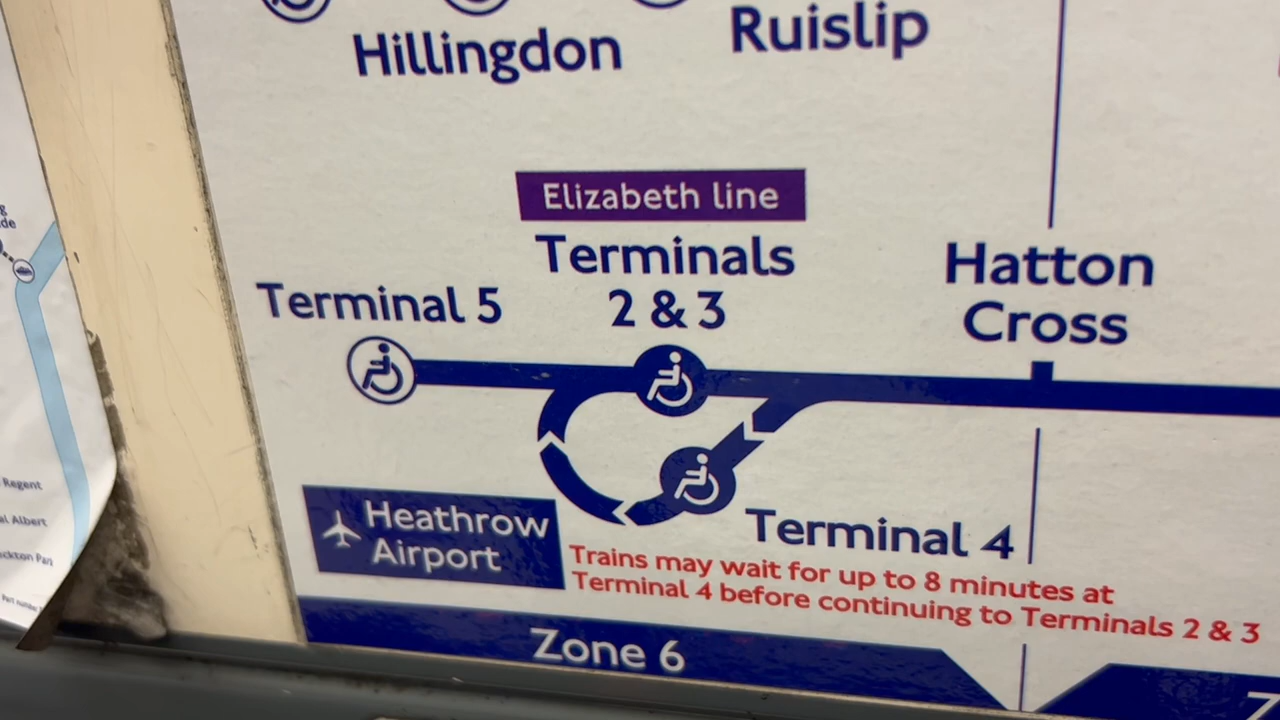 Hillingdon
Ruislip
Elizabeth line
Terminals
2 & 3
Terminal 5
Hatton
Cross
Heathrow
Airport
Terminal 4
Trains may wait for up to 8 minutes at
Terminal 4 before continuing to Terminals 2 & 3
Zone 6
Regent